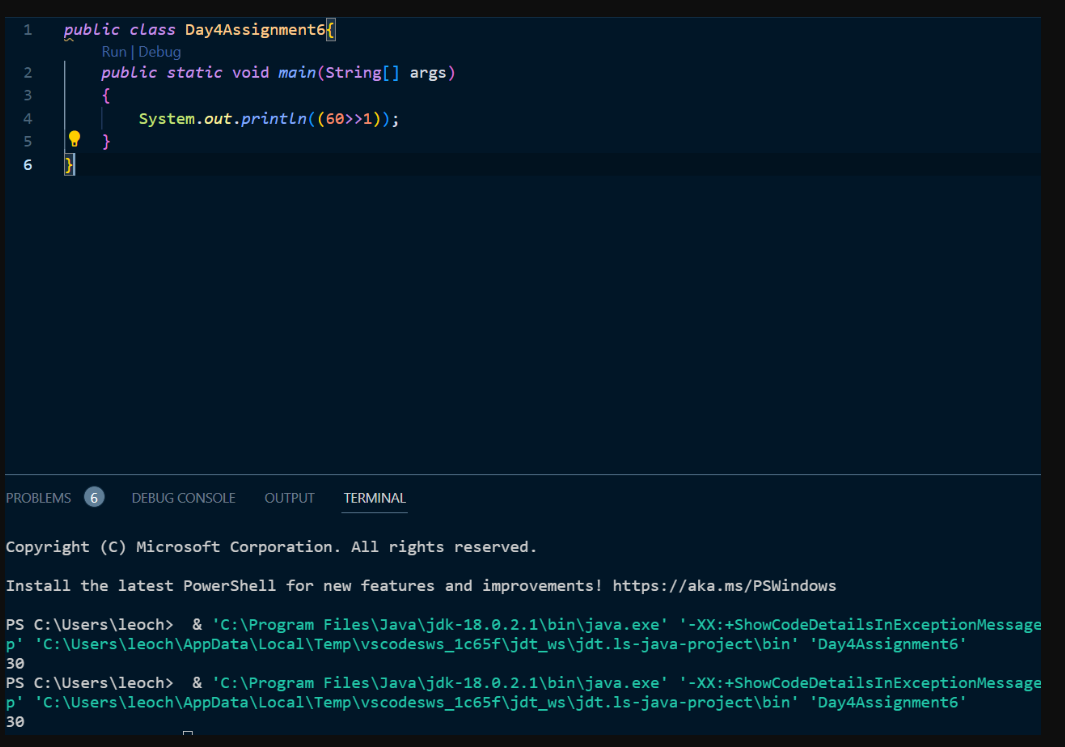 1 public class Day4Assignment6{
Run | Debug
2 public static void main(String[] args)
3 {
4 System.out.println((60>>1));
5 }
6 }
PROBLEMS 6 DEBUG CONSOLE OUTPUT TERMINAL
Copyright (C) Microsoft Corporation. All rights reserved.
Install the latest PowerShell for new features and improvements! https://aka.ms/PSWindows
PS C:\Users\leoch>  & 'C:\Program Files\Java\jdk-18.0.2.1\bin\java.exe' '-XX:+ShowCodeDetailsInExceptionMessage
p' 'C:\Users\leoch\AppData\Local\Temp\vscodesws_1c65f\jdt_ws\jdt.ls-java-project\bin' 'Day4Assignment6'
30
PS C:\Users\leoch>  & 'C:\Program Files\Java\jdk-18.0.2.1\bin\java.exe' '-XX:+ShowCodeDetailsInExceptionMessage
p' 'C:\Users\leoch\AppData\Local\Temp\vscodesws_1c65f\jdt_ws\jdt.ls-java-project\bin' 'Day4Assignment6'
30